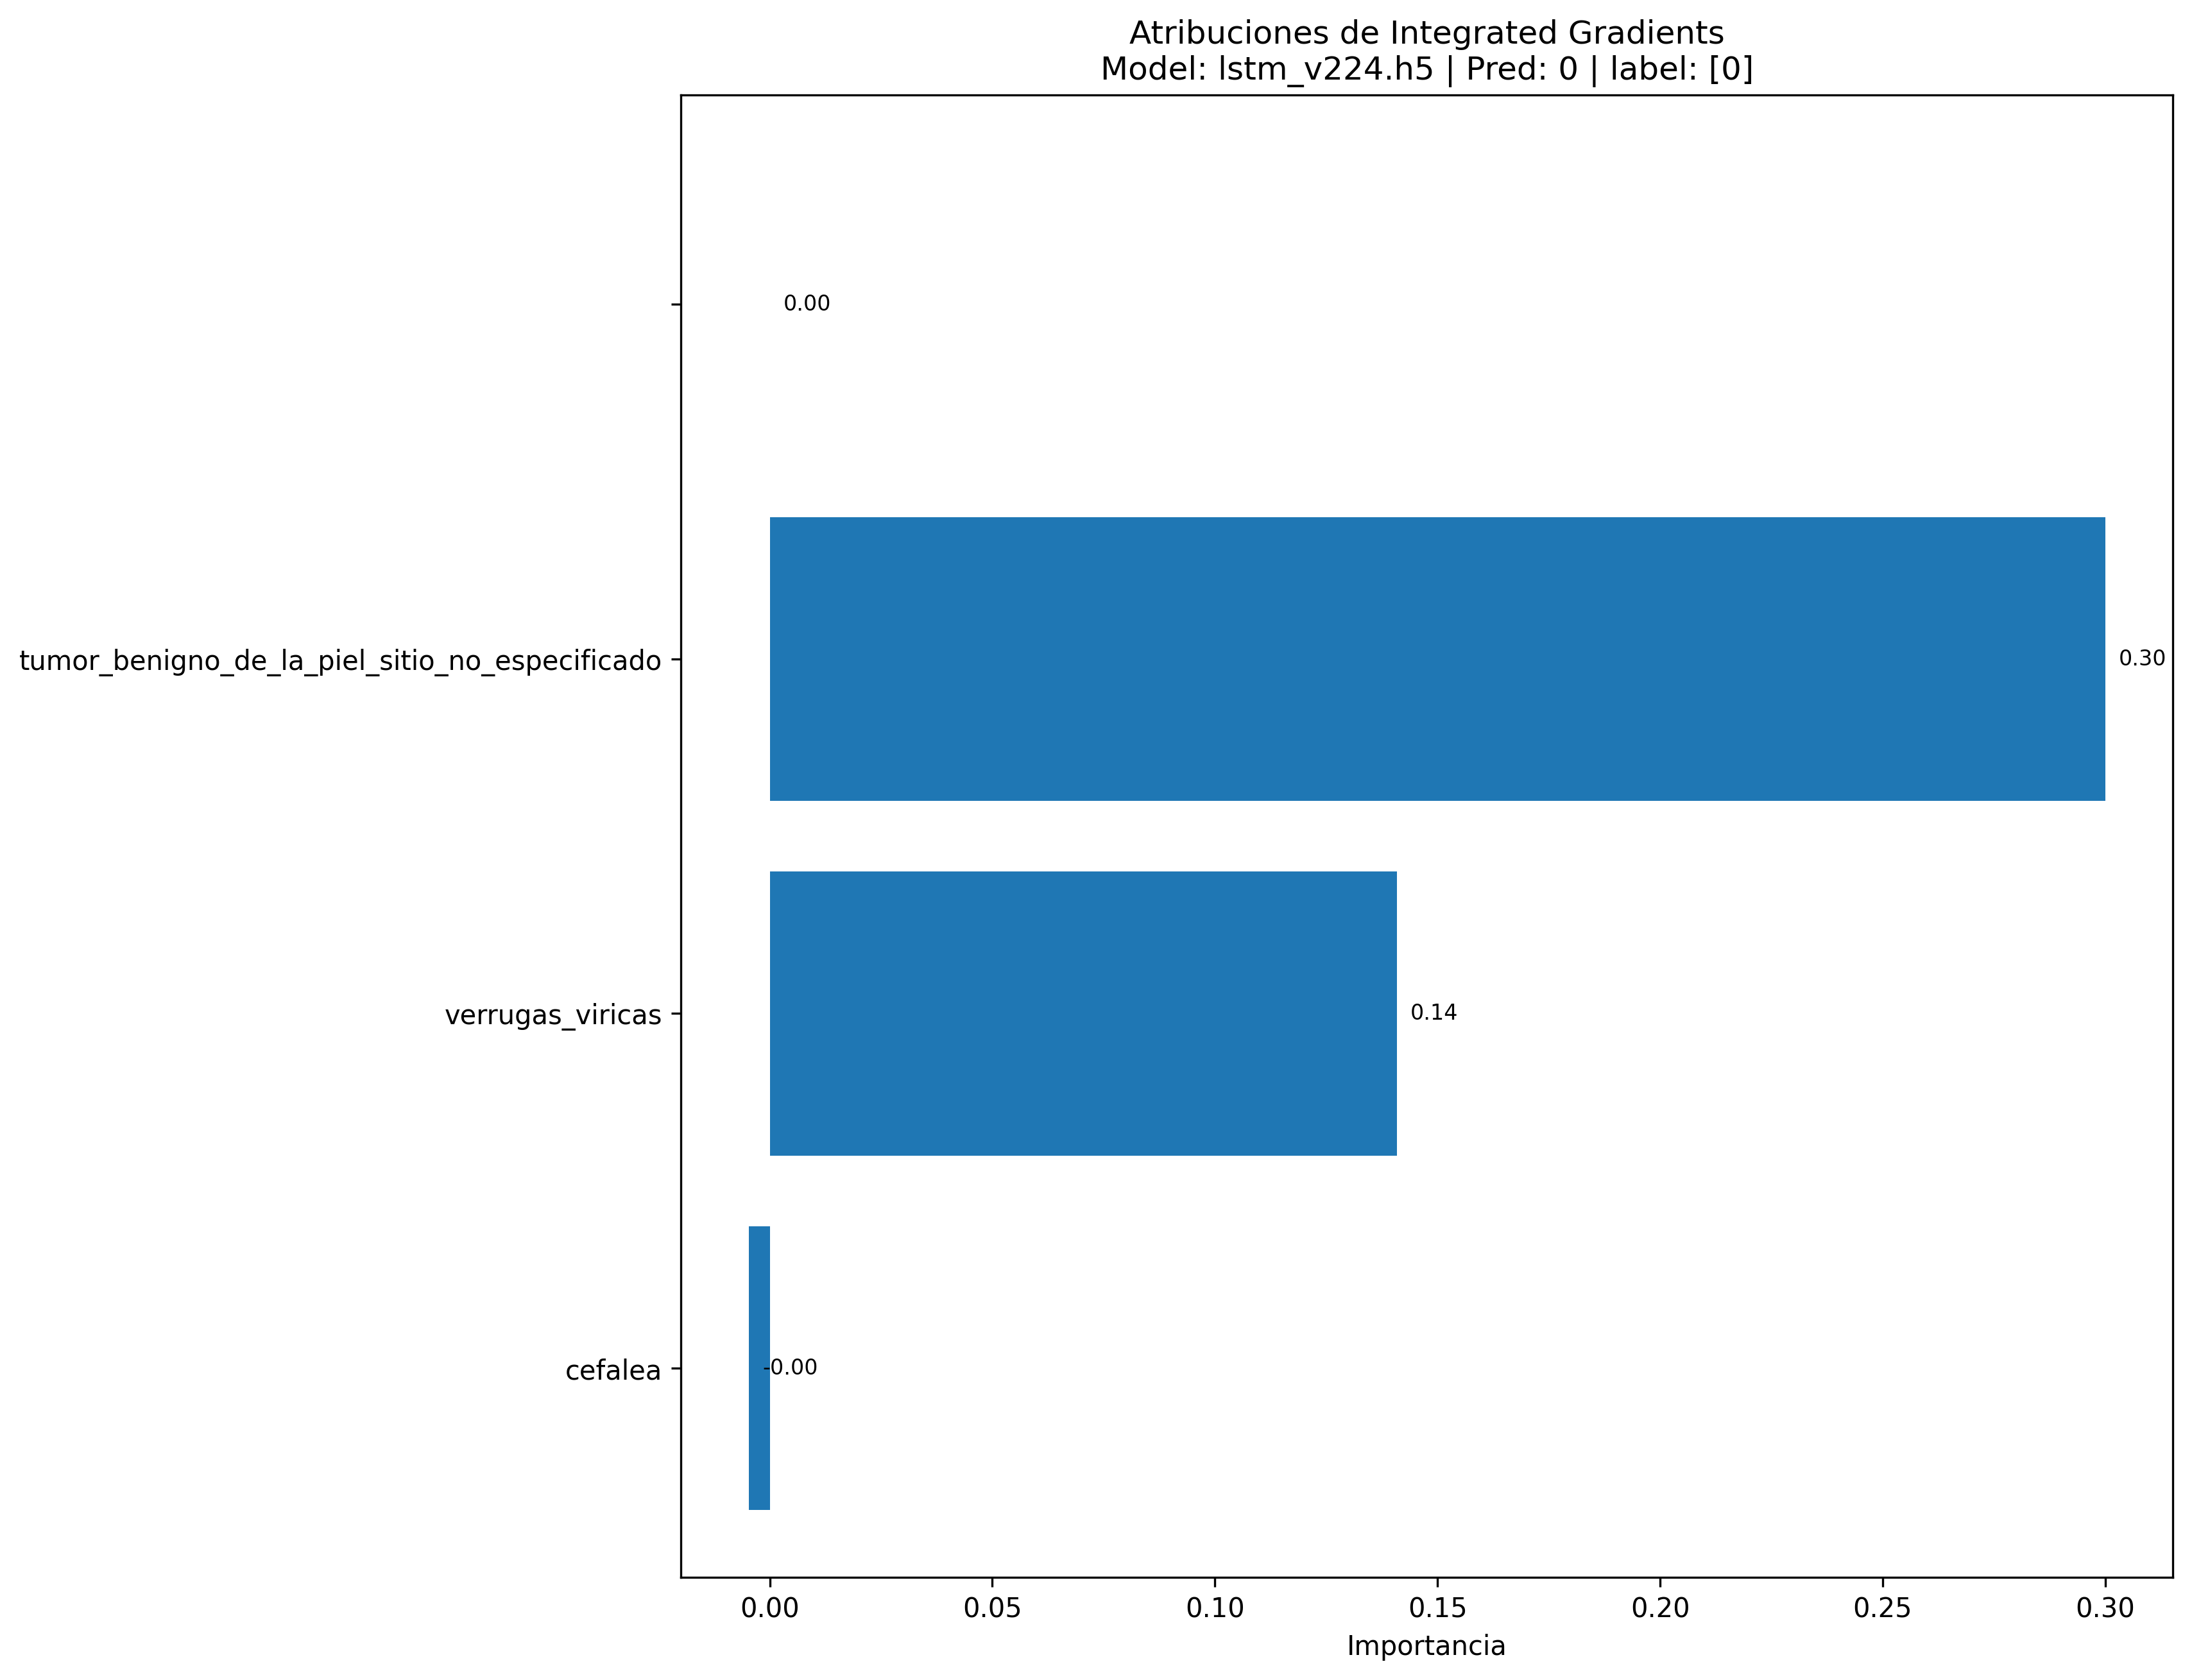 Atribuciones de Integrated Gradients
Model: lstm_v224.h5 | Pred: 0 | label: [0]
0.00
tumor_benigno_de_la_piel_sitio_no_especificado
0.30
verrugas_viricas
0.14
cefalea
-0.00
0.00 0.05 0.10 0.15 0.20 0.25 0.30
Importancia